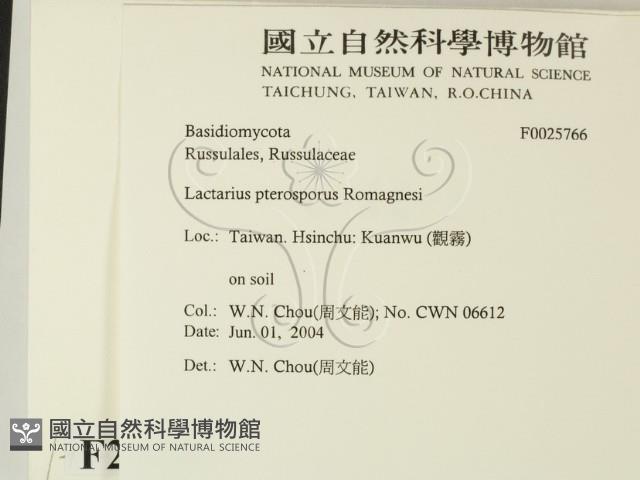 國立自然科學博物館
NATIONAL MUSEUM OF NATURAL SCIENCE
TAICHUNG, TAIWAN, R.O.CHINA
Basidiomycota F0025766
Russulales, Russulaceae
Lactarius pterosporus Romagnesi
Loc.: Taiwan. Hsinchu: Kuanwu (觀霧)
on soil
Col.: W.N. Chou(周文能); No. CWN 06612
Date: Jun. 01, 2004
Det.: W.N. Chou(周文能)
國立自然科學博物館
NATIONAL MUSEUM OF NATURAL SCIENCE
F2